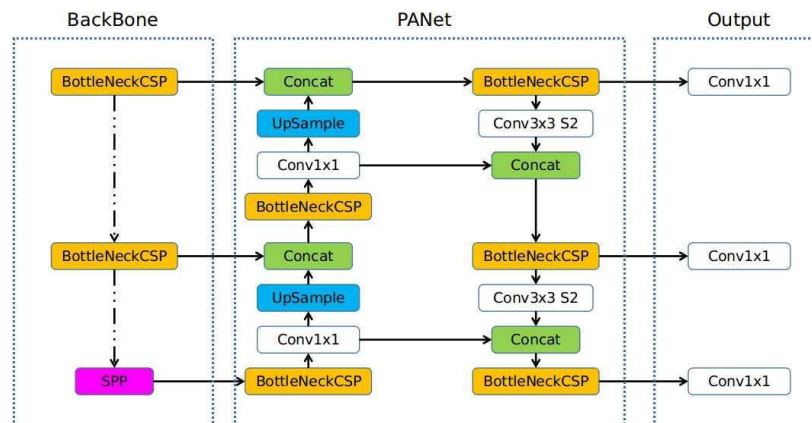 BackBone
PANet
Output
BottleNeckCSP
Concat
BottleNeckCSP
Conv1x1
UpSample
Conv3x3 S2
Conv1x1
Concat
BottleNeckCSP
BottleNeckCSP
Concat
BottleNeckCSP
Conv1x1
UpSample
Conv3x3 S2
Conv1x1
Concat
SPP
BottleNeckCSP
BottleNeckCSP
Conv1x1